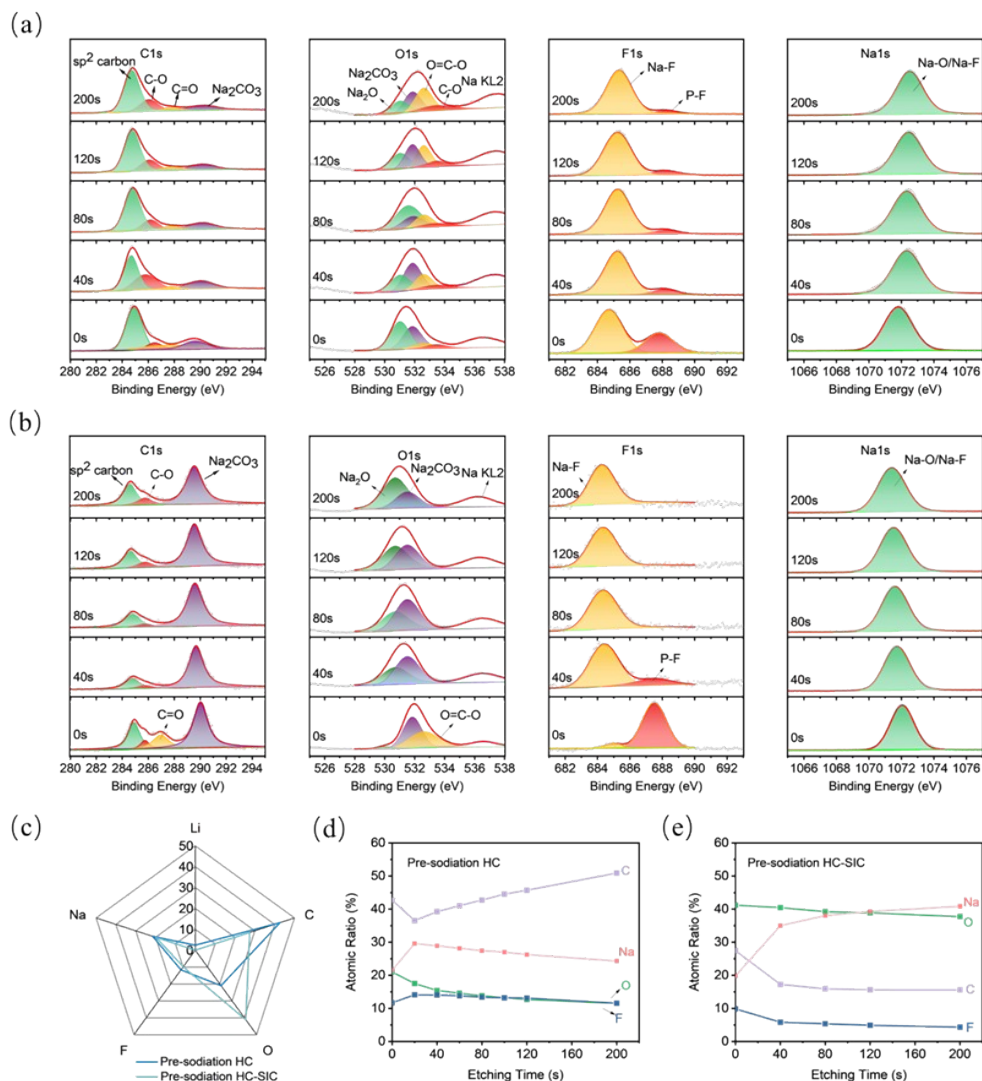 (a)
C1s
sp2 carbon
C-O
C=O
Na2CO3
200s
120s
80s
40s
0s
280 282 284 286 288 290 292 294
Binding Energy (eV)
O1s
Na2CO3
O=C-O
Na2O
C-O
Na KL2
200s
120s
80s
40s
0s
526 528 530 532 534 536 538
Binding Energy (eV)
F1s
Na-F
P-F
200s
120s
80s
40s
0s
682 684 686 688 690 692
Binding Energy (eV)
Na1s
Na-O/Na-F
200s
120s
80s
40s
0s
1066 1068 1070 1072 1074 1076
Binding Energy (eV)
(b)
C1s
sp2 carbon
C-O
Na2CO3
200s
120s
80s
40s
C=O
0s
280 282 284 286 288 290 292 294
Binding Energy (eV)
O1s
Na2O
Na2CO3
Na KL2
200s
120s
80s
40s
O=C-O
0s
526 528 530 532 534 536 538
Binding Energy (eV)
F1s
Na-F
200s
120s
80s
40s
P-F
0s
682 684 686 688 690 692
Binding Energy (eV)
Na1s
Na-O/Na-F
200s
120s
80s
40s
0s
1066 1068 1070 1072 1074 1076
Binding Energy (eV)
(c)
Li
50
40
30
20
10
0
Na
C
F
O
Pre-sodiation HC
Pre-sodiation HC-SIC
(d)
Pre-sodiation HC
Atomic Ratio (%)
60
50
40
30
20
10
0
C
Na
O
F
0 40 80 120 160 200
Etching Time (s)
(e)
Pre-sodiation HC-SIC
Atomic Ratio (%)
60
50
40
30
20
10
0
Na
O
C
F
0 40 80 120 160 200
Etching Time (s)